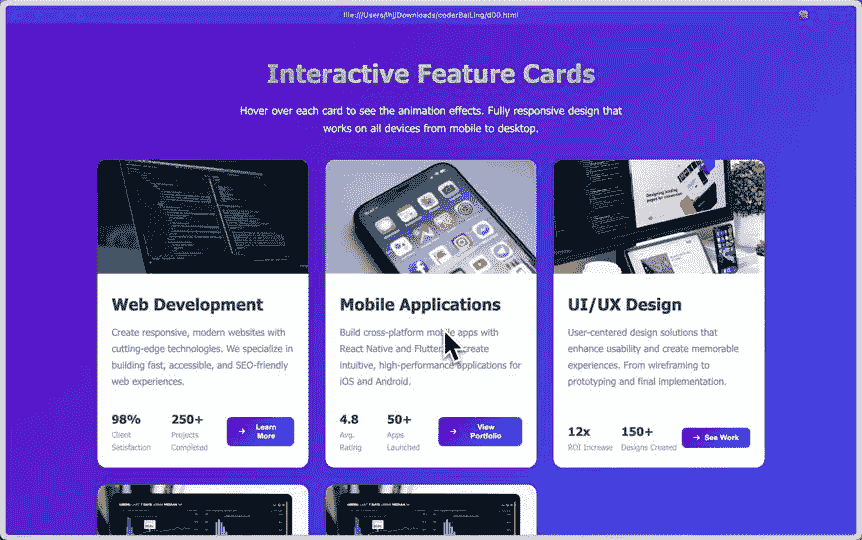 file:///Users/lhj/Downloads/coderBaiLing/d00.html
Interactive Feature Cards
Hover over each card to see the animation effects. Fully responsive design that
works on all devices from mobile to desktop.
Web Development
Create responsive, modern websites with
cutting-edge technologies. We specialize in
building fast, accessible, and SEO-friendly
web experiences.
98%
Client
Satisfaction
250+
Projects
Completed
→ Learn
More
Mobile Applications
Build cross-platform mobile apps with
React Native and Flutter. create
intuitive, high-performance applications for
iOS and Android.
4.8
Avg.
Rating
50+
Apps
Launched
→ View
Portfolio
UI/UX Design
User-centered design solutions that
enhance usability and create memorable
experiences. From wireframing to
prototyping and final implementation.
12x
ROI Increase
150+
Designs Created
→ See Work